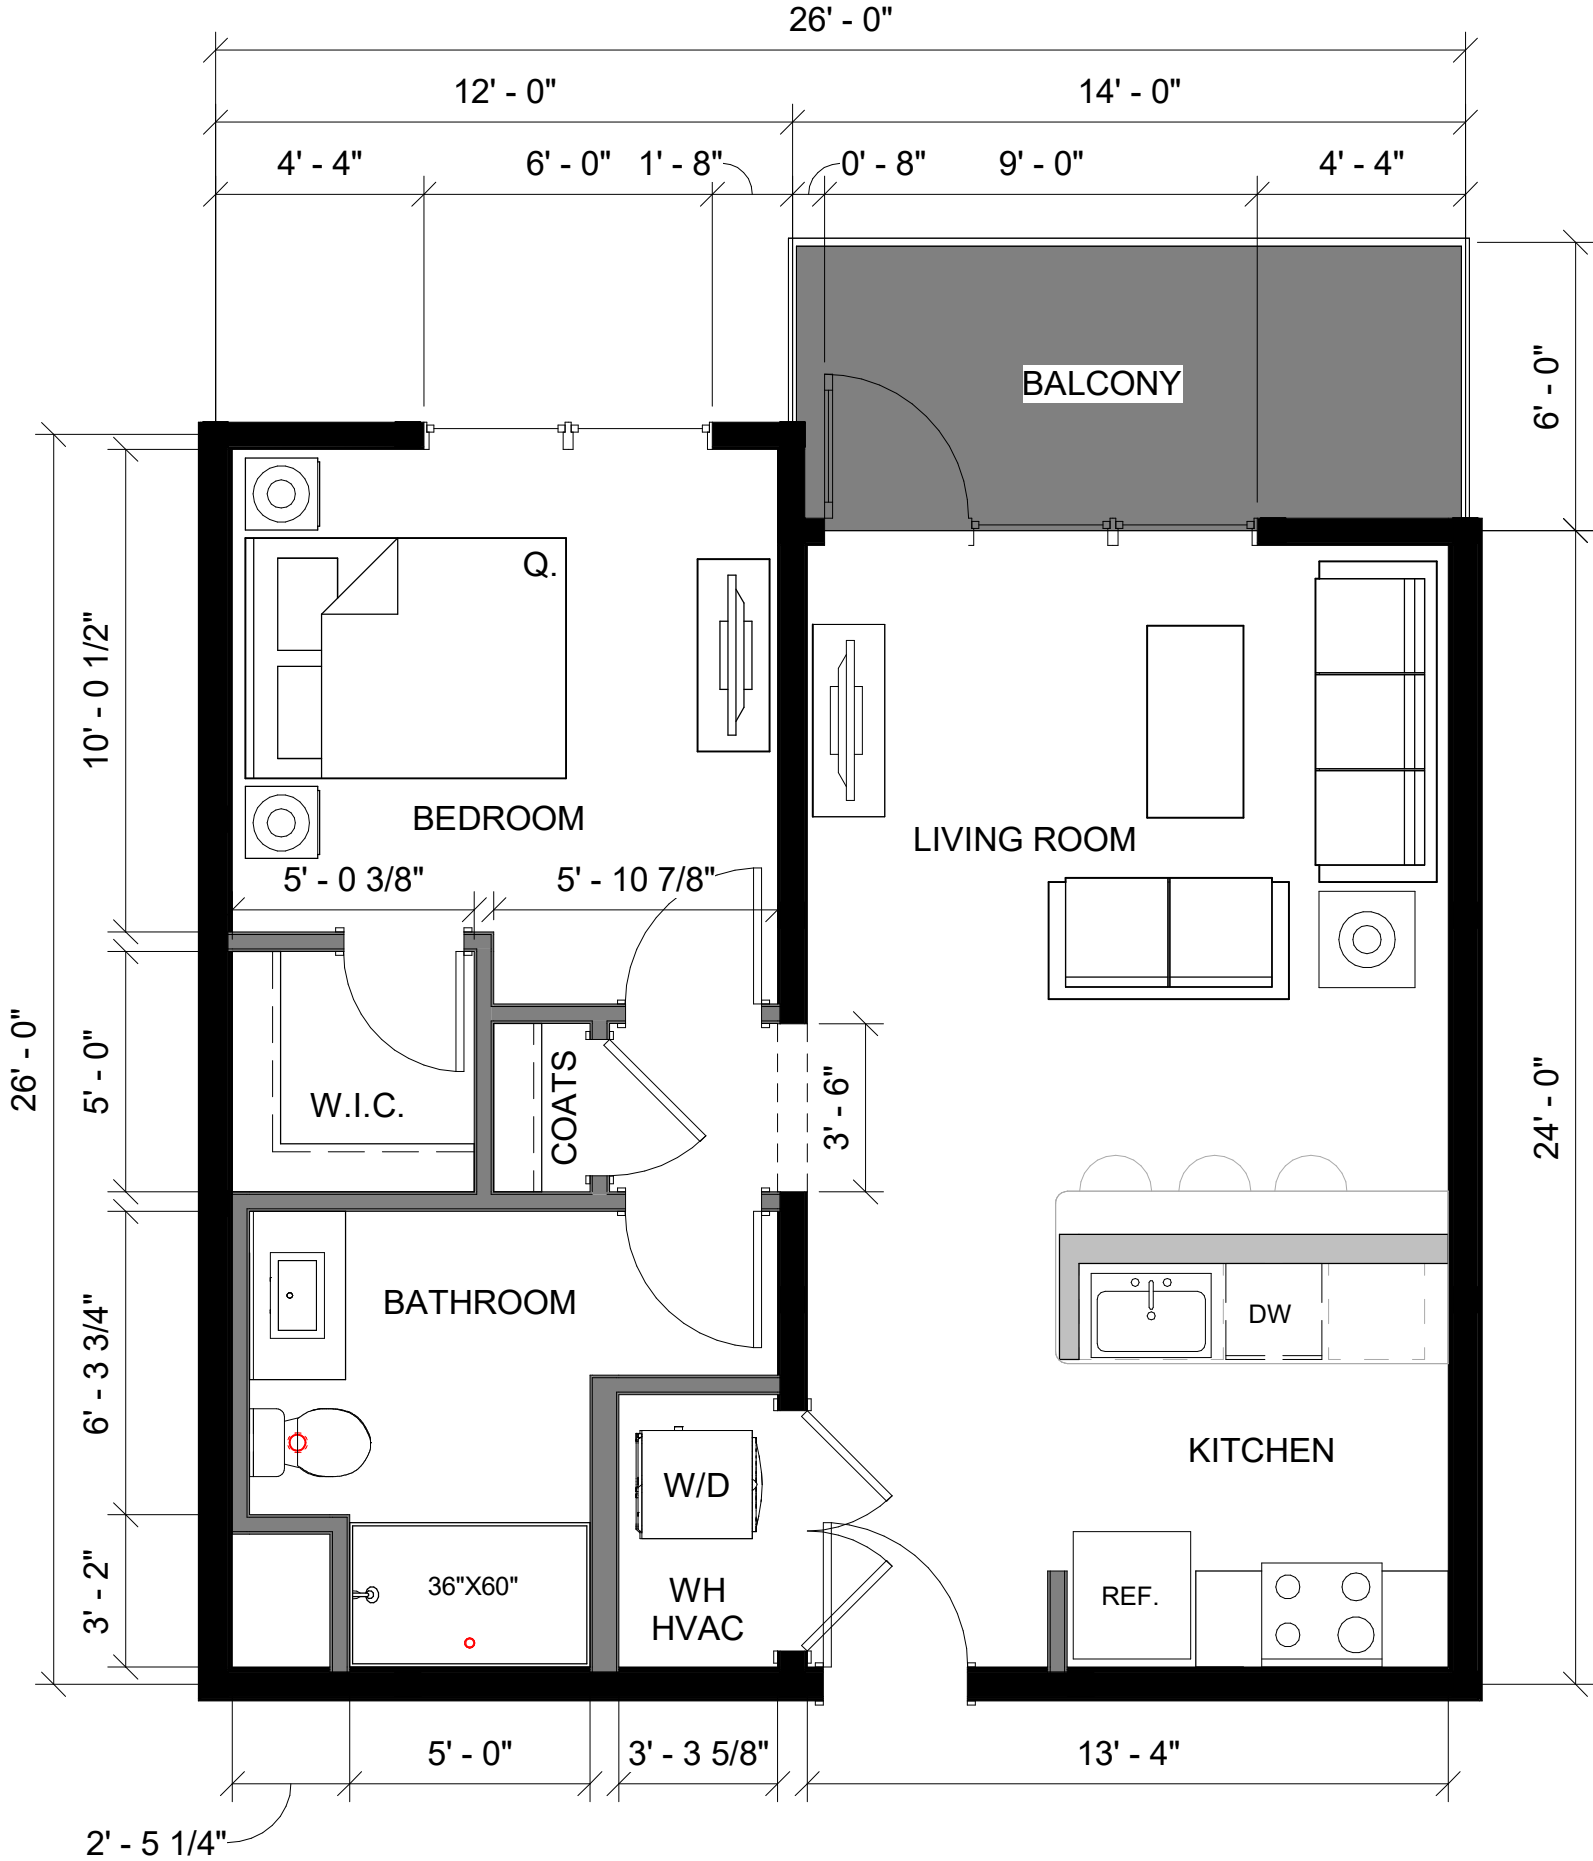 26' - 0"
12' - 0"
14' - 0"
4' - 4"
6' - 0"
1' - 8"
0' - 8"
9' - 0"
4' - 4"
BALCONY
6' - 0"
Q.
10' - 0 1/2"
BEDROOM
LIVING ROOM
5' - 0 3/8"
5' - 10 7/8"
26' - 0"
5' - 0"
W.I.C.
COATS
3' - 6"
24' - 0"
BATHROOM
DW
6' - 3 3/4"
KITCHEN
W/D
3' - 2"
36"X60"
WH
HVAC
REF.
5' - 0"
3' - 3 5/8"
13' - 4"
2' - 5 1/4"